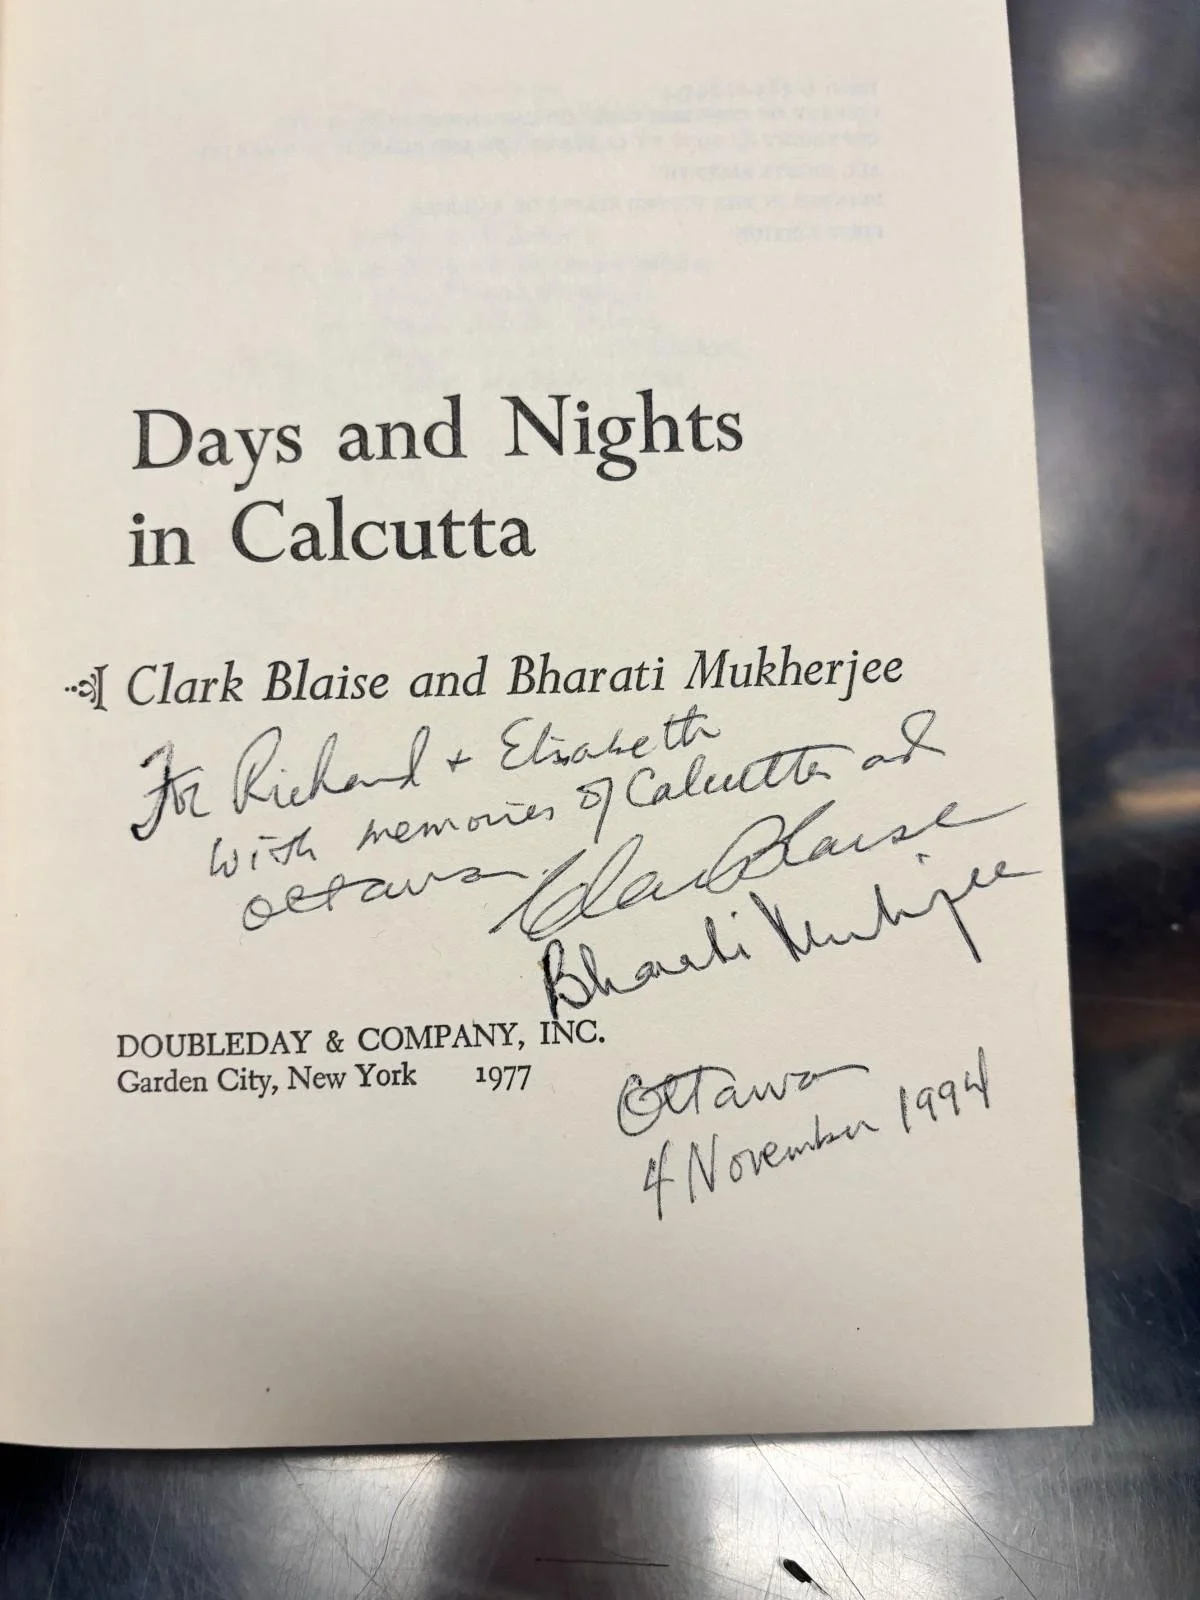 Days and Nights
in Calcutta
Clark Blaise and Bharati Mukherjee
For Richard + Elisabeth
with memories of Calcutta and
Ottawa.
Clark Blaise
Bharati Mukherjee
DOUBLEDAY & COMPANY, INC.
Garden City, New York 1977
Ottawa
4 November 1994